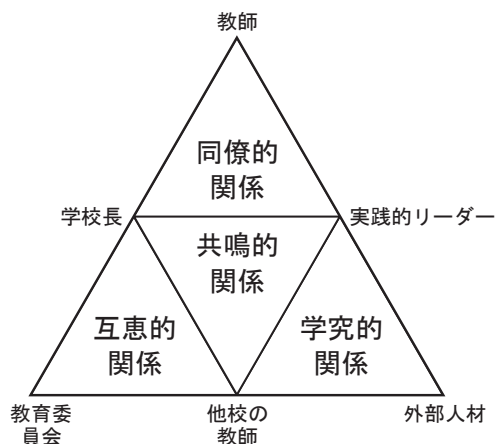 教師
同僚的
関係
学校長
実践的リーダー
共鳴的
関係
互恵的
関係
学究的
関係
教育委
員会
他校の
教師
外部人材